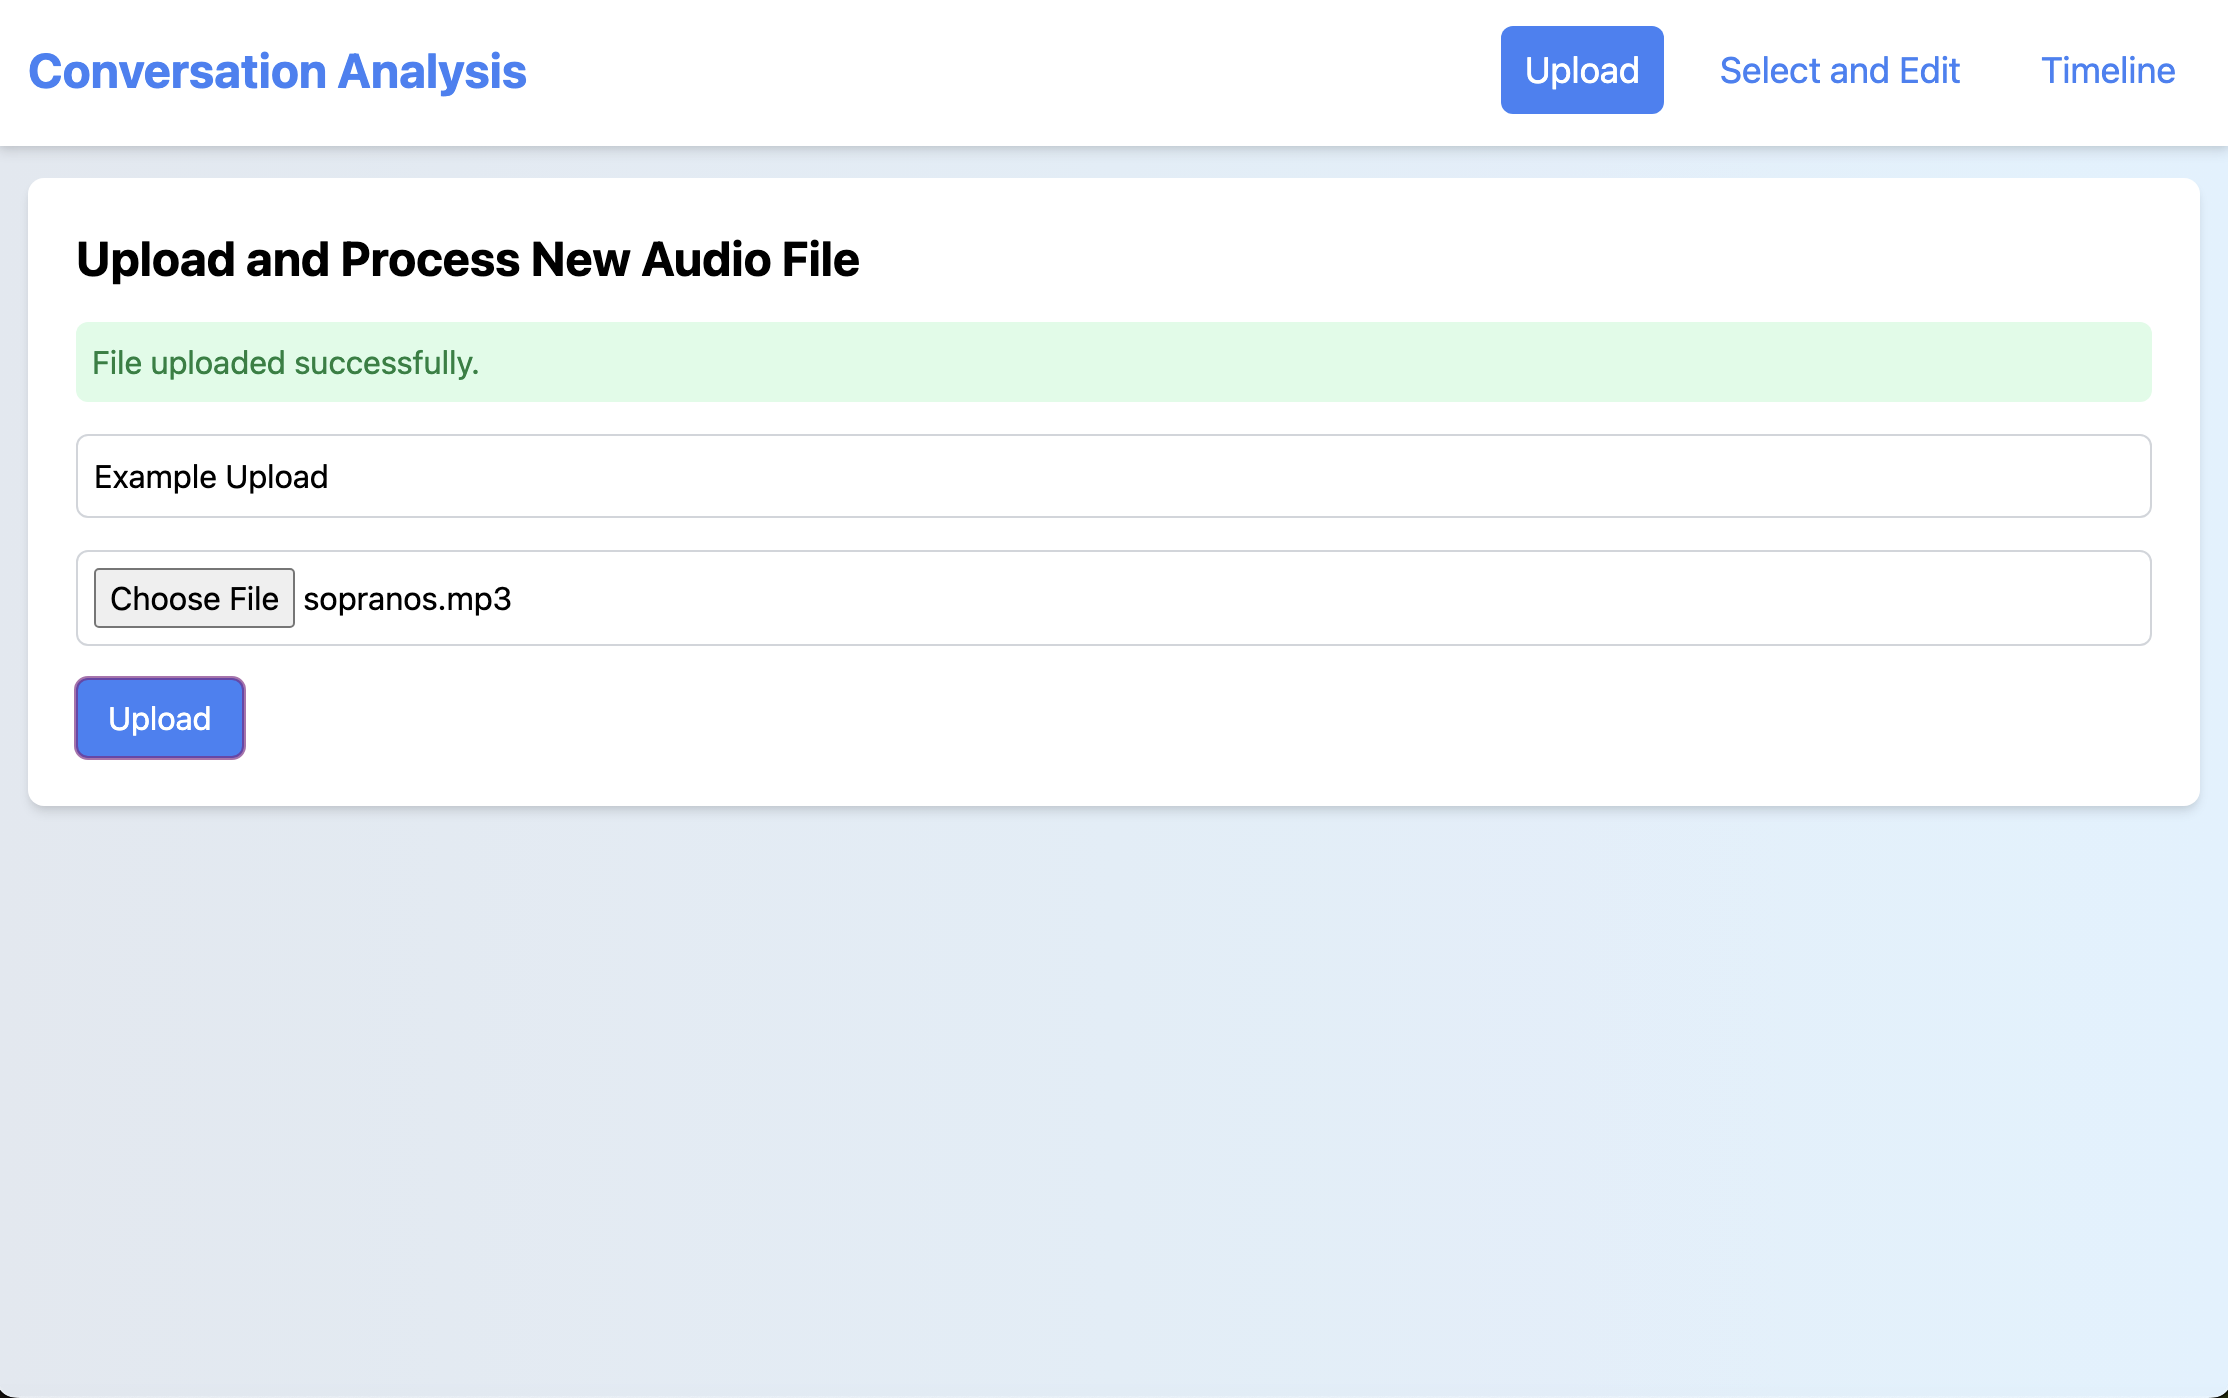 Conversation Analysis
Upload
Select and Edit
Timeline
Upload and Process New Audio File
File uploaded successfully.
Example Upload
Choose File sopranos.mp3
Upload